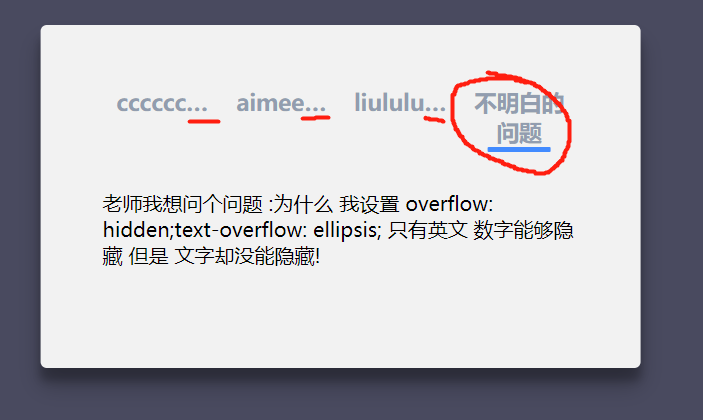 cccccc... aimee... liululu... 不明白的
问题
老师我想问个问题 :为什么 我设置 overflow:
hidden;text-overflow: ellipsis; 只有英文 数字能够隐
藏 但是 文字却没能隐藏!